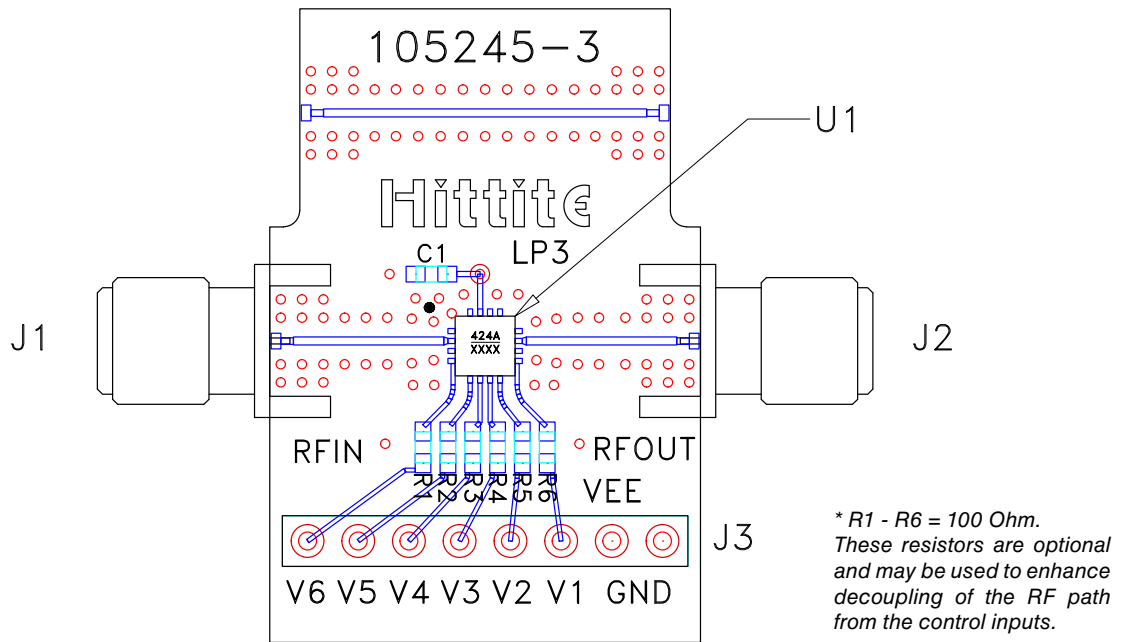 105245-3
U1
Hittite
C1 LP3
424A
XXXX
J1
J2
RFIN
RFOUT
R1 R2 R3 R4 R5 R6
VEE
J3
V6 V5 V4 V3 V2 V1 GND
* R1 - R6 = 100 Ohm.
These resistors are optional
and may be used to enhance
decoupling of the RF path
from the control inputs.